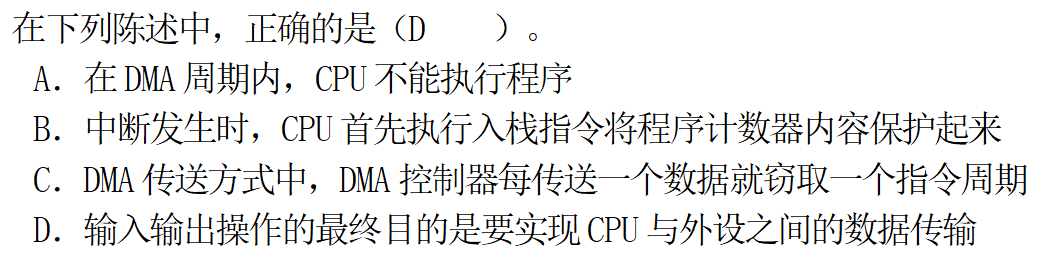 在下列陈述中，正确的是（D      ）。
A．在 DMA 周期内，CPU 不能执行程序
B．中断发生时，CPU 首先执行入栈指令将程序计数器内容保护起来
C．DMA 传送方式中，DMA 控制器每传送一个数据就窃取一个指令周期
D．输入输出操作的最终目的是要实现 CPU 与外设之间的数据传输